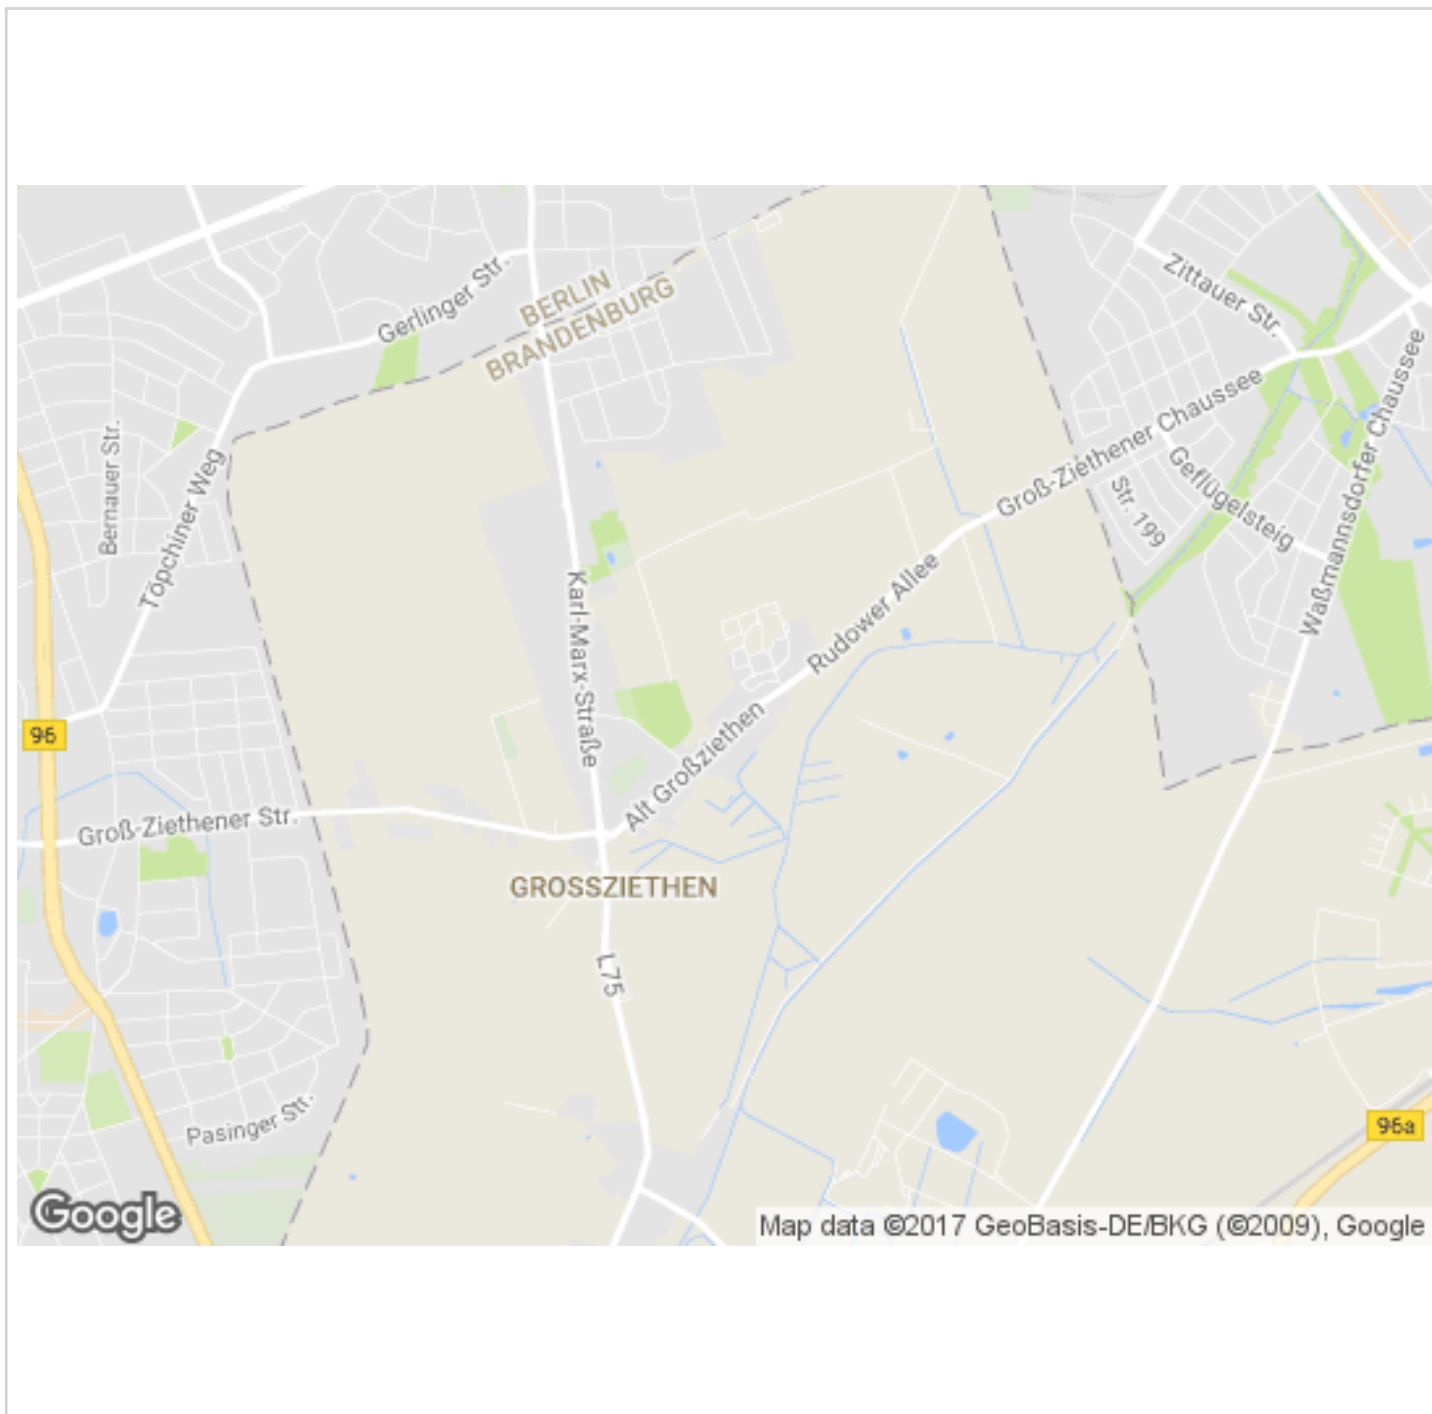 BERLIN
BRANDENBURG
Gerlinger Str.
Zittauer Str.
Groß-Ziethener Chaussee
Waßmannsdorfer Chaussee
Bernauer Str.
Töpchiner Weg
Geflügelsteig
Str. 199
Karl-Marx-Straße
Rudower Allee
96
Alt Großziethen
Groß-Ziethener Str.
GROSSZIETHEN
L75
Pasinger Str.
96a
Google
Map data ©2017 GeoBasis-DE/BKG (©2009), Google